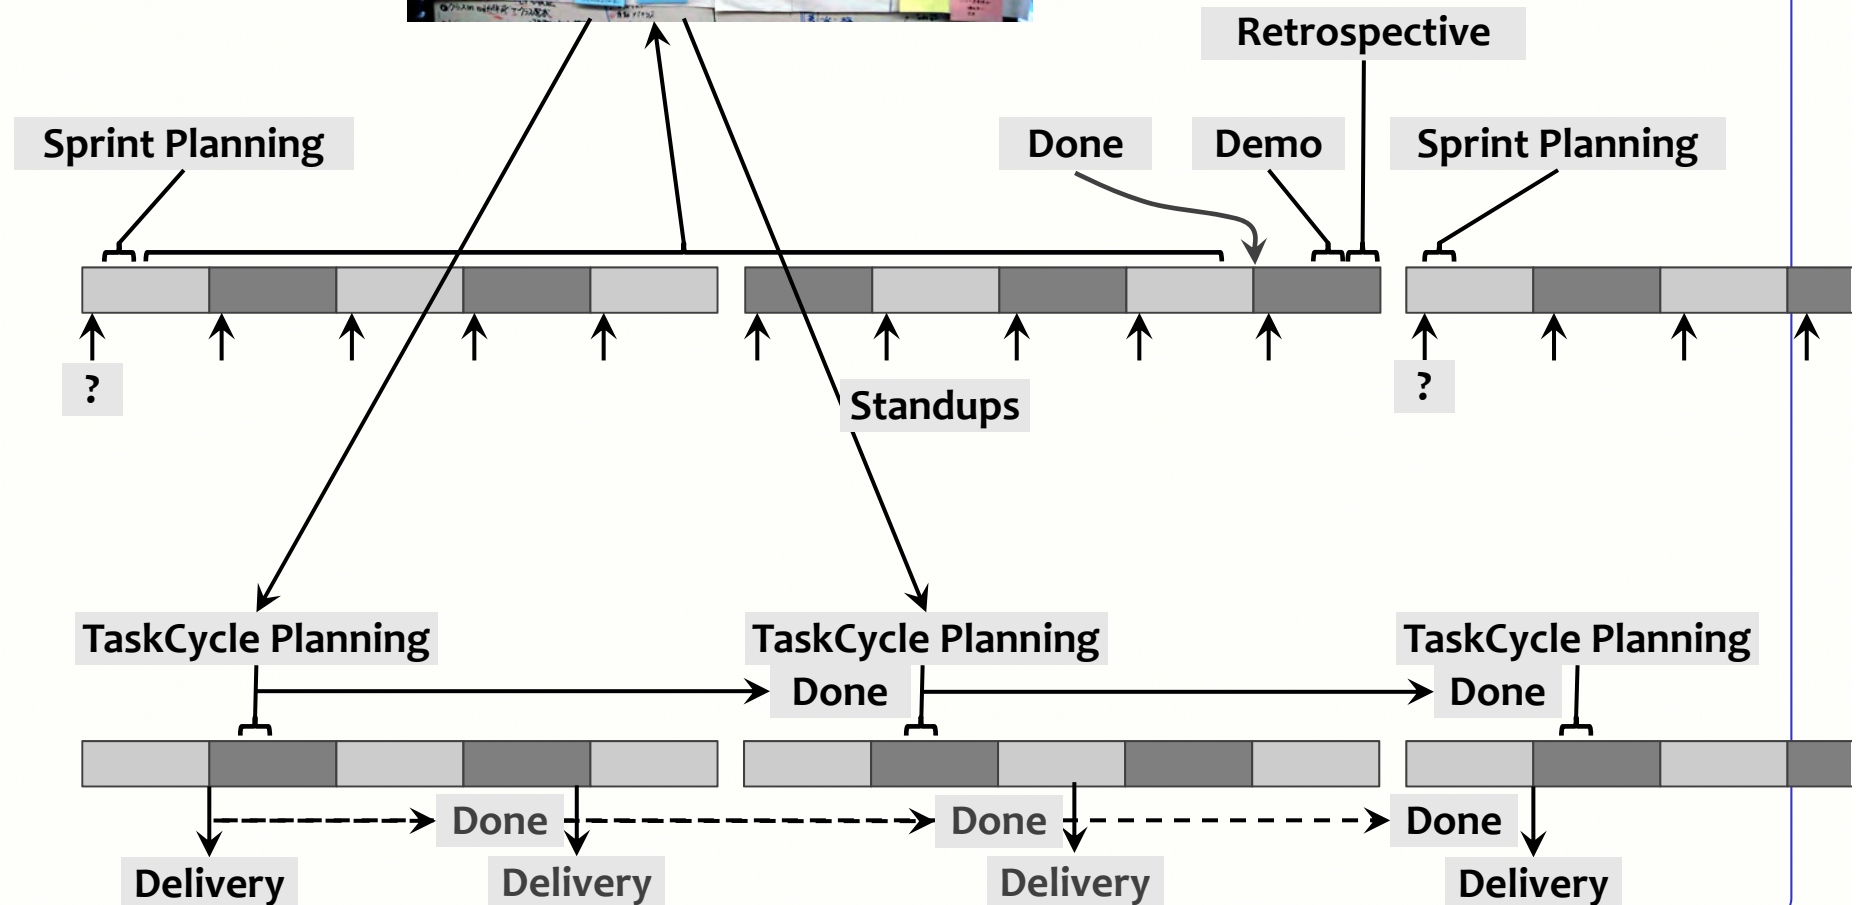 Retrospective
Sprint Planning
Done
Demo
Sprint Planning
?
?
Standups
TaskCycle Planning
TaskCycle Planning
TaskCycle Planning
Done
Done
Done
Done
Done
Delivery
Delivery
Delivery
Delivery